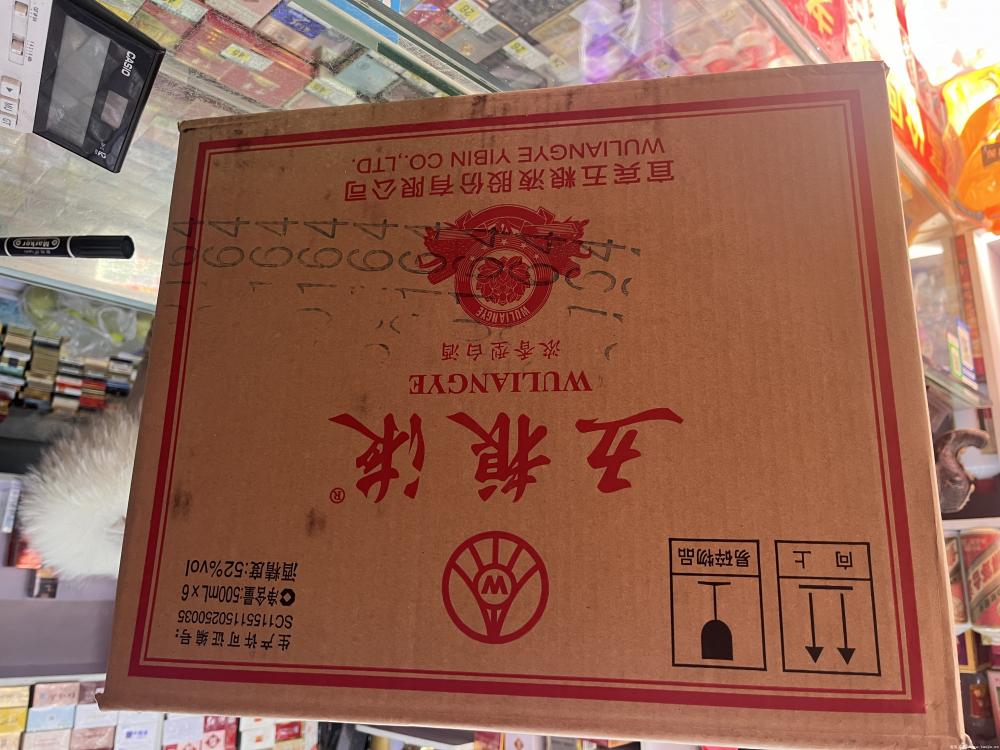 生产许可证编号:
SC11551150250035
净含量:500mL×6
酒精度:52%vol
向上
易碎物品
W
五粮液®
WULIANGYE
浓香型白酒
WULIANGYE
宜宾五粮液股份有限公司
WULIANGYE YIBIN CO.,LTD.
CASIO
Marker